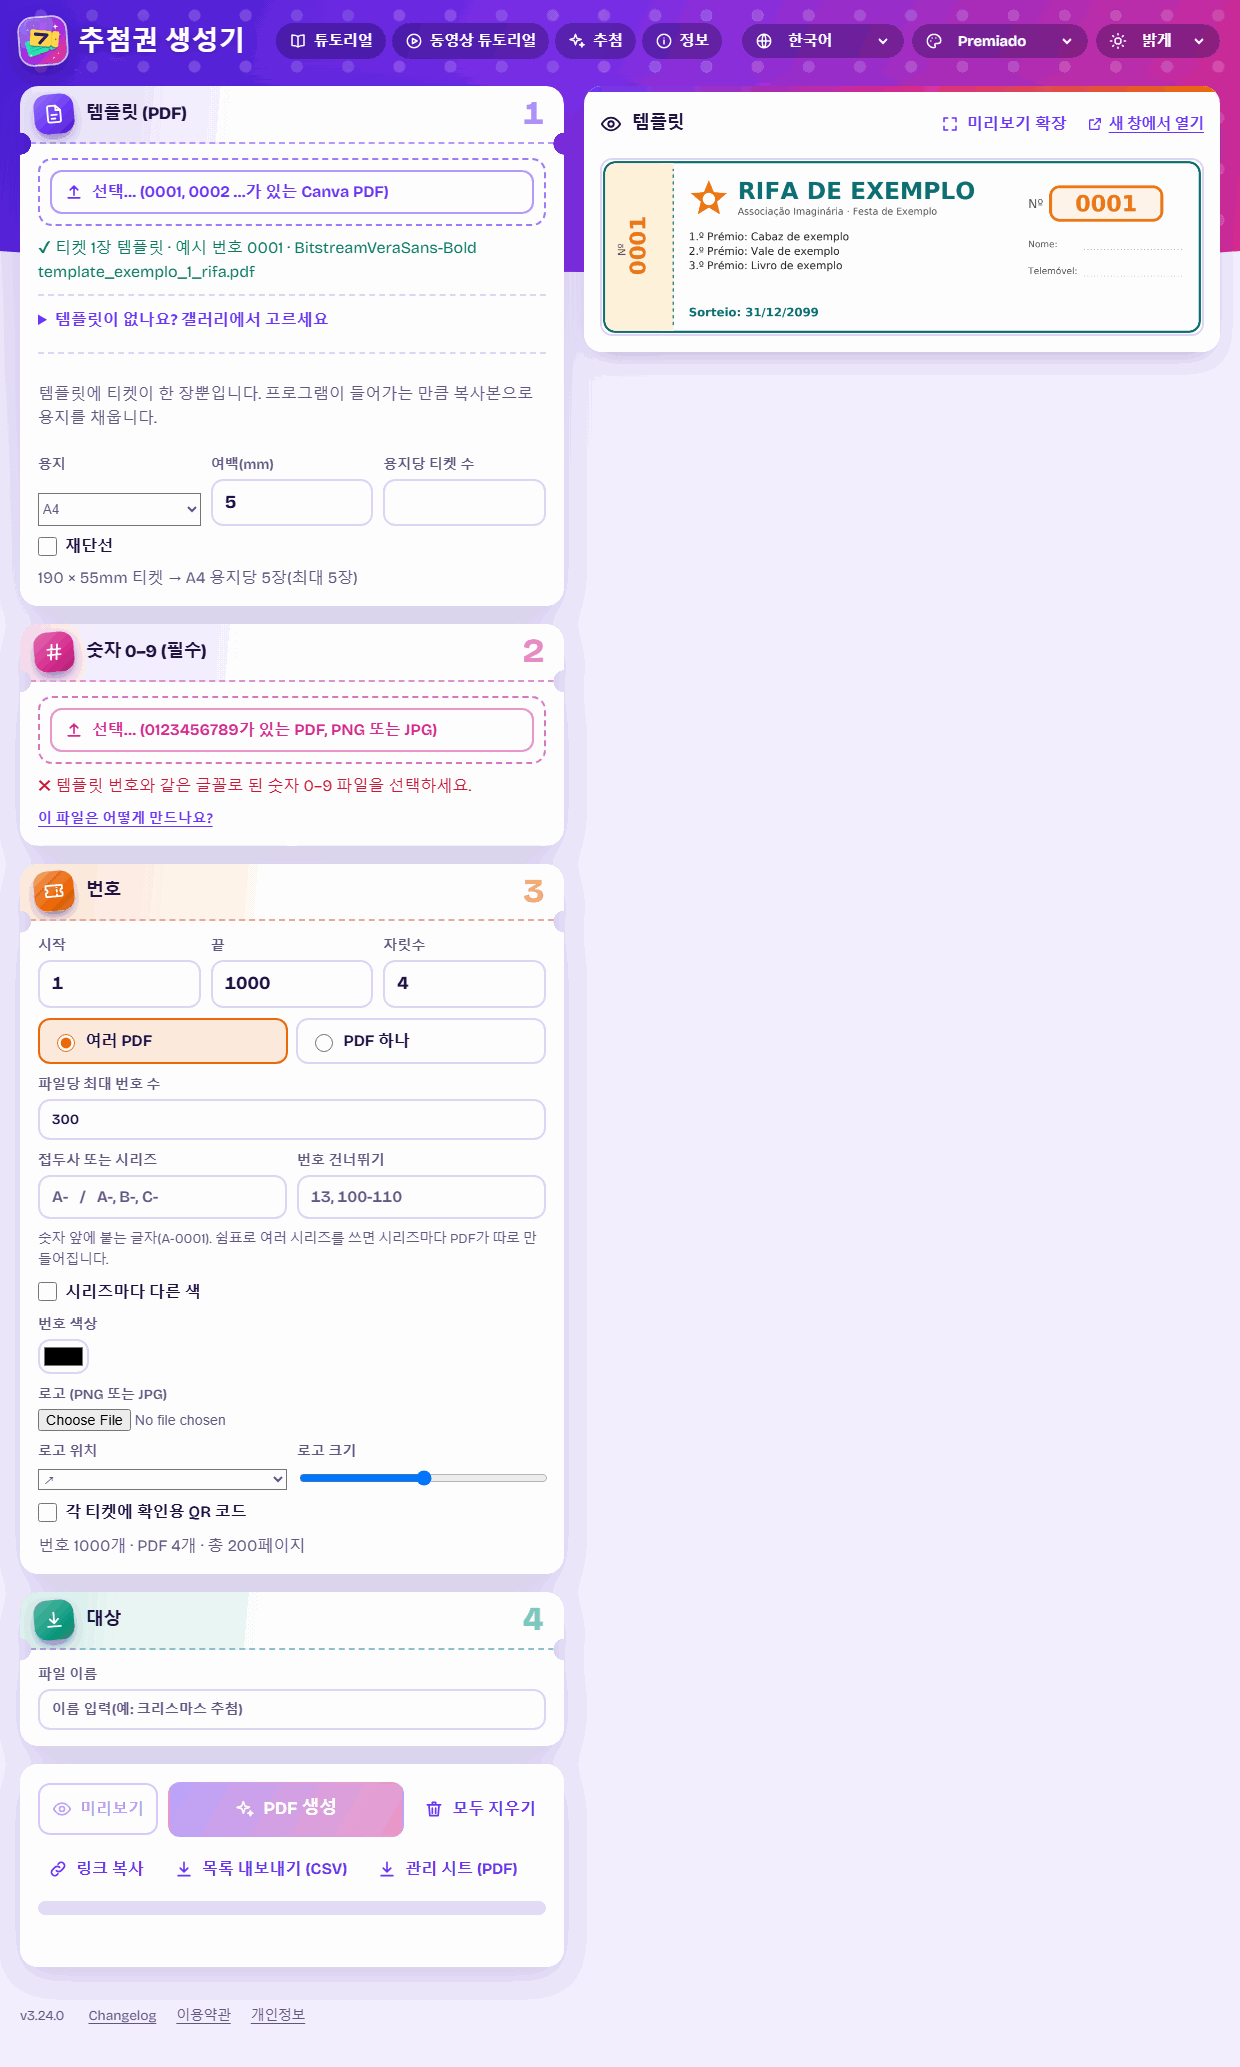 추첨권 생성기
튜토리얼
동영상 튜토리얼
추첨
정보
한국어
Premiado
밝게
템플릿 (PDF)
1
선택... (0001, 0002 ...가 있는 Canva PDF)
✓ 티켓 1장 템플릿 · 예시 번호 0001 · BitstreamVeraSans-Bold
template_exemplo_1_rifa.pdf
템플릿이 없나요? 갤러리에서 고르세요
템플릿에 티켓이 한 장뿐입니다. 프로그램이 들어가는 만큼 복사본으로
용지를 채웁니다.
용지 여백(mm) 용지당 티켓 수
A4 5
재단선
190 × 55mm 티켓 → A4 용지당 5장(최대 5장)
숫자 0–9 (필수)
2
선택... (0123456789가 있는 PDF, PNG 또는 JPG)
✕ 템플릿 번호와 같은 글꼴로 된 숫자 0–9 파일을 선택하세요.
이 파일은 어떻게 만드나요?
번호
3
시작 끝 자릿수
1 1000 4
여러 PDF PDF 하나
파일당 최대 번호 수
300
접두사 또는 시리즈 번호 건너뛰기
A- / A-, B-, C- 13, 100-110
숫자 앞에 붙는 글자(A-0001). 쉼표로 여러 시리즈를 쓰면 시리즈마다 PDF가 따로 만
들어집니다.
시리즈마다 다른 색
번호 색상
로고 (PNG 또는 JPG)
Choose File No file chosen
로고 위치 로고 크기
↗
각 티켓에 확인용 QR 코드
번호 1000개 · PDF 4개 · 총 200페이지
대상
4
파일 이름
이름 입력(예: 크리스마스 추첨)
미리보기 PDF 생성 모두 지우기
링크 복사 목록 내보내기 (CSV) 관리 시트 (PDF)
v3.24.0 Changelog 이용약관 개인정보
템플릿
미리보기 확장 새 창에서 열기
Nº
0001
RIFA DE EXEMPLO
Associação Imaginária · Festa de Exemplo
1.º Prémio: Cabaz de exemplo
2.º Prémio: Vale de exemplo
3.º Prémio: Livro de exemplo
Sorteio: 31/12/2099
Nº 0001
Nome:
Telemóvel: